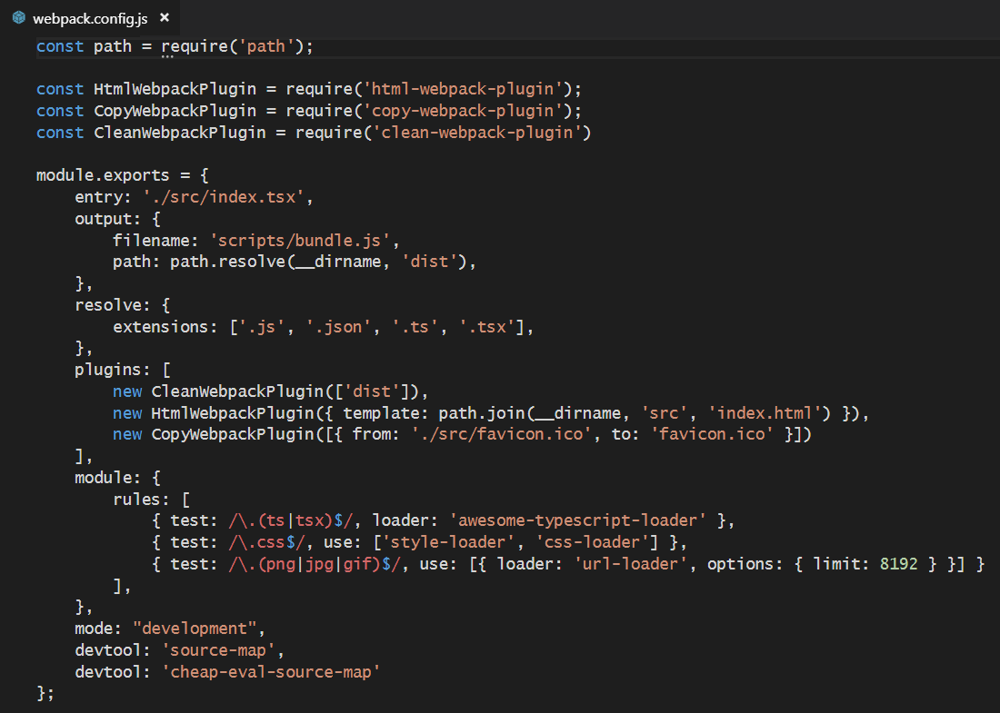 webpack.config.js ×
const path = require('path');
const HtmlWebpackPlugin = require('html-webpack-plugin');
const CopyWebpackPlugin = require('copy-webpack-plugin');
const CleanWebpackPlugin = require('clean-webpack-plugin')
module.exports = {
    entry: './src/index.tsx',
    output: {
        filename: 'scripts/bundle.js',
        path: path.resolve(__dirname, 'dist'),
    },
    resolve: {
        extensions: ['.js', '.json', '.ts', '.tsx'],
    },
    plugins: [
        new CleanWebpackPlugin(['dist']),
        new HtmlWebpackPlugin({ template: path.join(__dirname, 'src', 'index.html') }),
        new CopyWebpackPlugin([{ from: './src/favicon.ico', to: 'favicon.ico' }])
    ],
    module: {
        rules: [
            { test: /\.(ts|tsx)$/, loader: 'awesome-typescript-loader' },
            { test: /\.css$/, use: ['style-loader', 'css-loader'] },
            { test: /\.(png|jpg|gif)$/, use: [{ loader: 'url-loader', options: { limit: 8192 } }] }
        ],
    },
    mode: "development",
    devtool: 'source-map',
    devtool: 'cheap-eval-source-map'
};